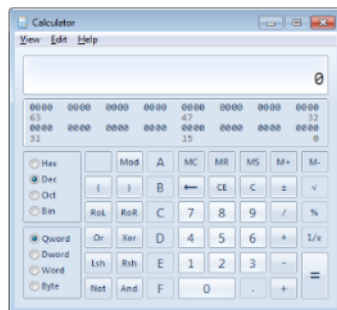 Calculator
View Edit Help
0
0000 0000 0000 0000 0000 0000 0000 0000
63 47 32
0000 0000 0000 0000 0000 0000 0000 0000
31 15 0
Hex Mod A MC MR MS M+ M-
Dec ( ) B ← CE C ± √
Oct
Bin RoL RoR C 7 8 9 / %
Qword Or Xor D 4 5 6 * 1/x
Dword
Word Lsh Rsh E 1 2 3 - =
Byte Not And F 0 . +